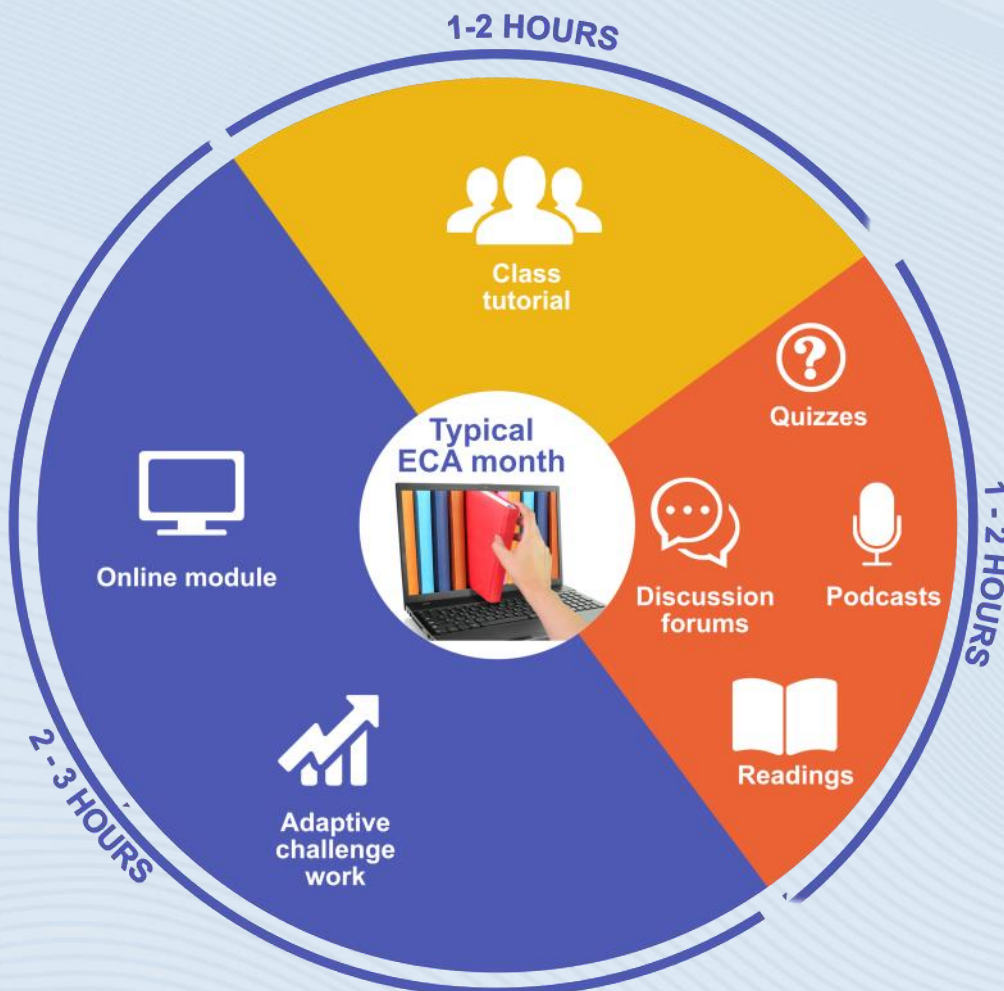 1-2 HOURS
Class
tutorial
Quizzes
Typical
ECA month
Discussion
forums
Podcasts
1 - 2 HOURS
Online module
Readings
2 - 3 HOURS
Adaptive
challenge
work